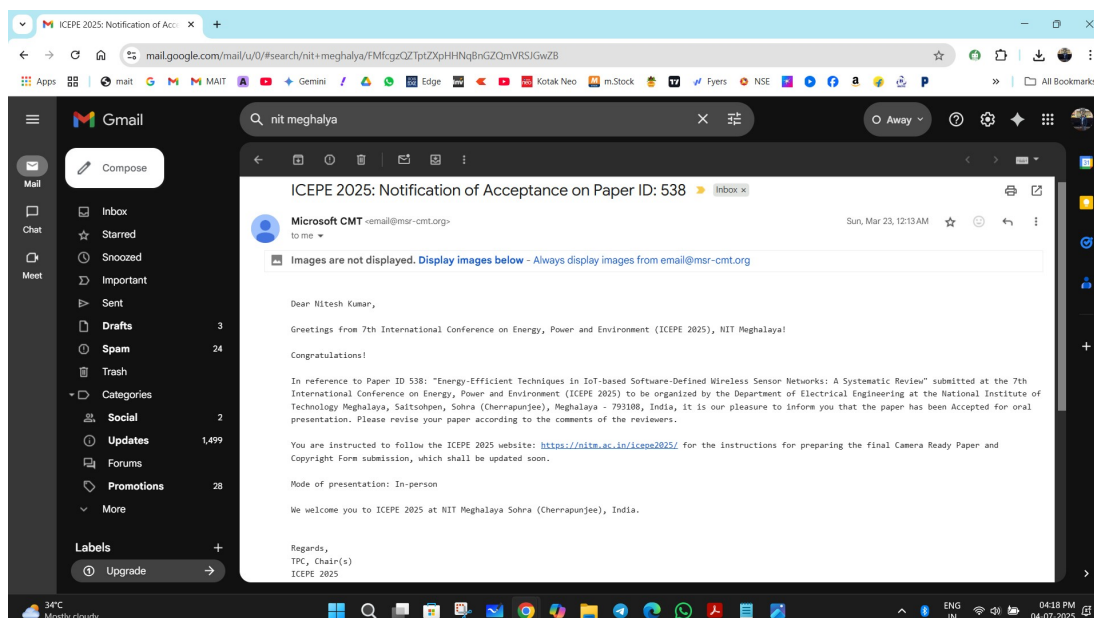 ICEPE 2025: Notification of Acc
mail.google.com/mail/u/0/#search/nit+meghalya/FMfcgzQZTptZXpHHNqBnGZQmVRSJGwZB
Apps
mait
MAIT
Gemini
Edge
Kotak Neo
m.Stock
Fyers
NSE
All Bookmarks
Gmail
nit meghalya
Away
Compose
Mail
Chat
Meet
Inbox
Starred
Snoozed
Important
Sent
Drafts 3
Spam 24
Trash
Categories
Social 2
Updates 1,499
Forums
Promotions 28
More
Labels
Upgrade
ICEPE 2025: Notification of Acceptance on Paper ID: 538 Inbox ×
Microsoft CMT <email@msr-cmt.org> Sun, Mar 23, 12:13 AM
to me
Images are not displayed. Display images below - Always display images from email@msr-cmt.org
Dear Nitesh Kumar,
Greetings from 7th International Conference on Energy, Power and Environment (ICEPE 2025), NIT Meghalaya!
Congratulations!
In reference to Paper ID 538: "Energy-Efficient Techniques in IoT-based Software-Defined Wireless Sensor Networks: A Systematic Review" submitted at the 7th
International Conference on Energy, Power and Environment (ICEPE 2025) to be organized by the Department of Electrical Engineering at the National Institute of
Technology Meghalaya, Saitsohpen, Sohra (Cherrapunjee), Meghalaya - 793108, India, it is our pleasure to inform you that the paper has been Accepted for oral
presentation. Please revise your paper according to the comments of the reviewers.
You are instructed to follow the ICEPE 2025 website: https://nitm.ac.in/icepe2025/ for the instructions for preparing the final Camera Ready Paper and
Copyright Form submission, which shall be updated soon.
Mode of presentation: In-person
We welcome you to ICEPE 2025 at NIT Meghalaya Sohra (Cherrapunjee), India.
Regards,
TPC, Chair(s)
ICEPE 2025
34°C
Mostly cloudy
ENG
IN
04:18 PM
04-07-2025